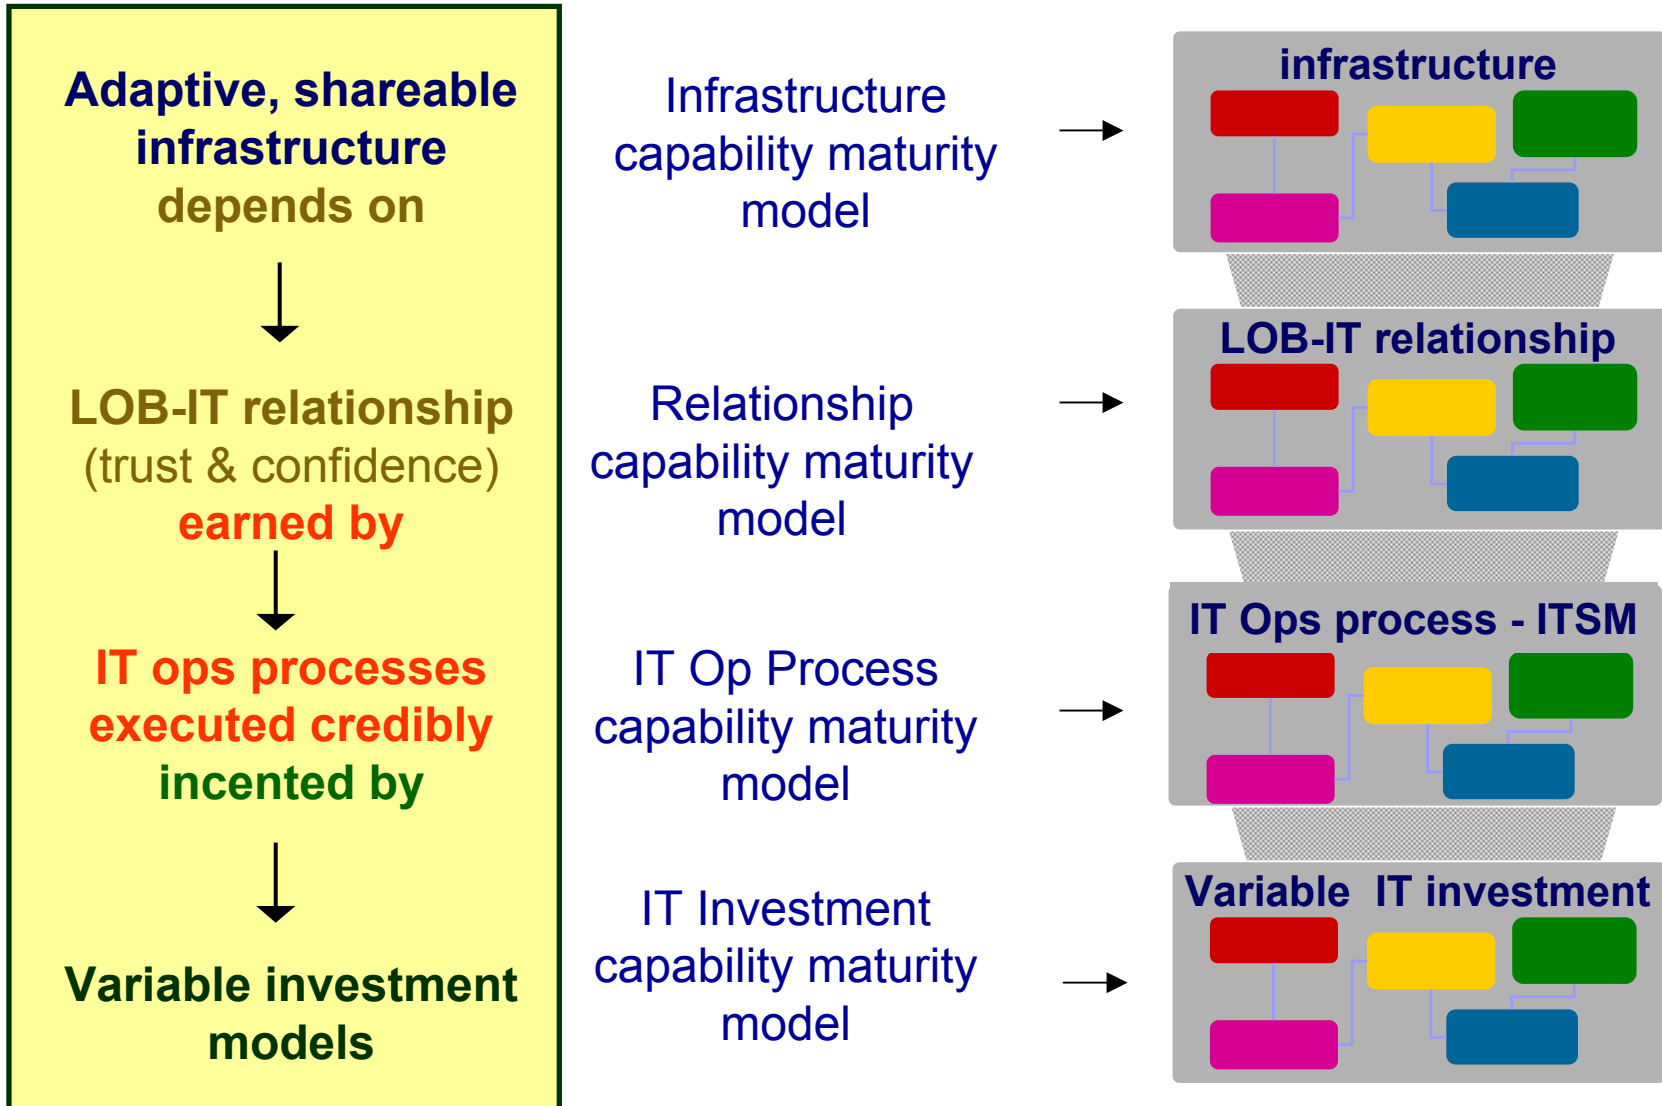 Adaptive, shareable
infrastructure
depends on
LOB-IT relationship
(trust & confidence)
earned by
IT ops processes
executed credibly
incented by
Variable investment
models
Infrastructure
capability maturity
model
Relationship
capability maturity
model
IT Op Process
capability maturity
model
IT Investment
capability maturity
model
infrastructure
LOB-IT relationship
IT Ops process - ITSM
Variable IT investment